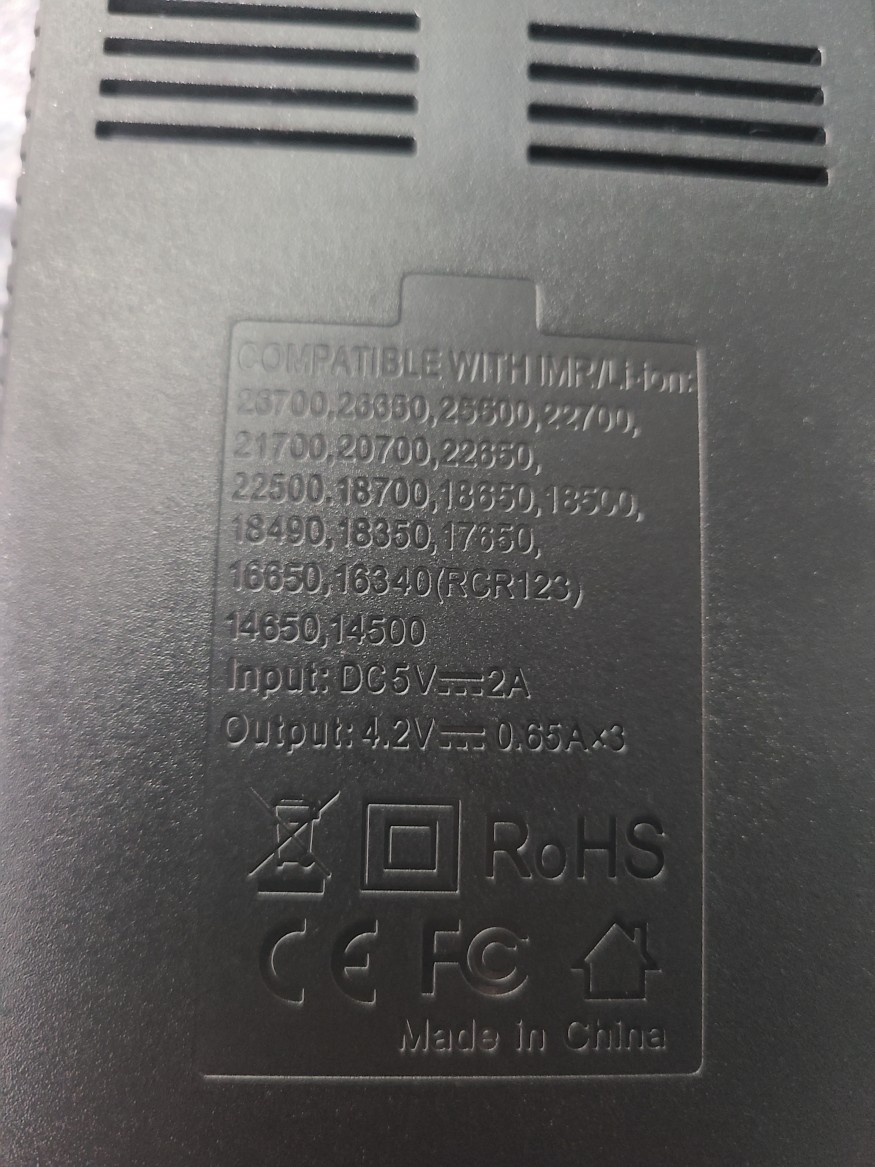 COMPATIBLE WITH IMR/Li-ion:
26700,26650,25500,22700,
21700,20700,22650,
22500,18700,18650,18500,
18490,18350,17650,
16650,16340(RCR123)
14650,14500
Input: DC5V⎓2A
Output: 4.2V⎓ 0.65A×3
RoHS
CE FC
Made in China